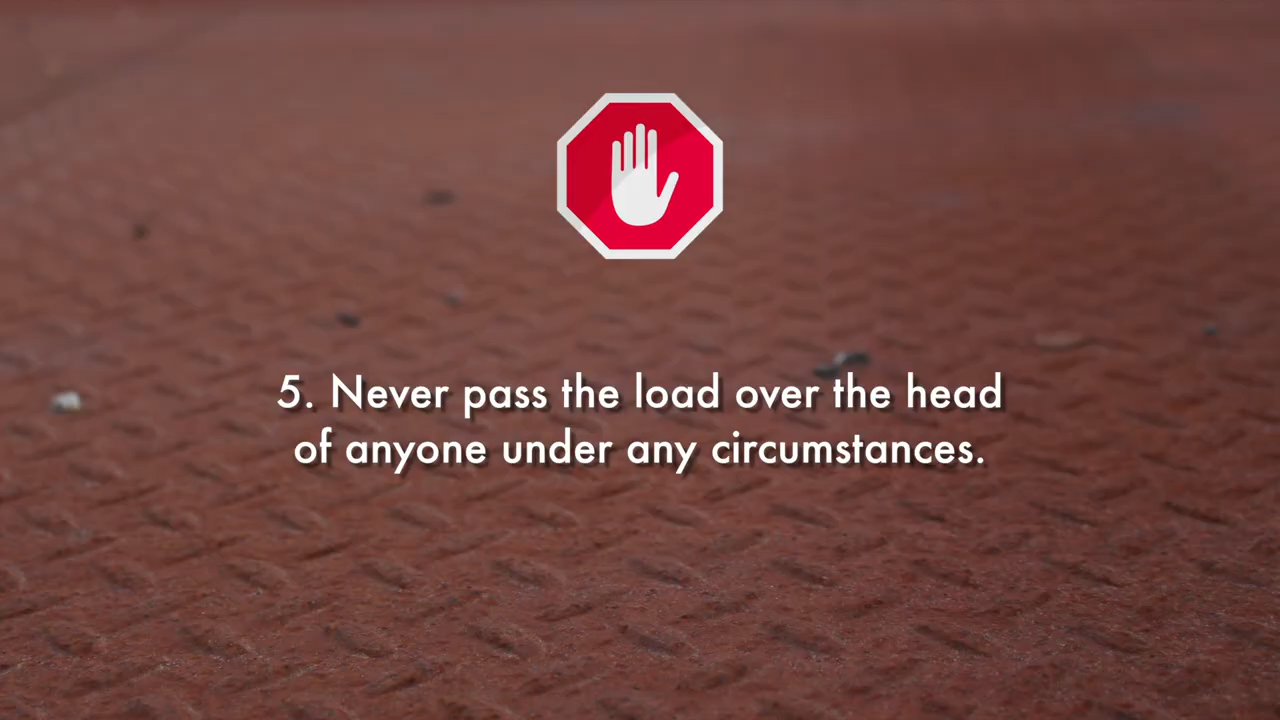 5. Never pass the load over the head
of anyone under any circumstances.